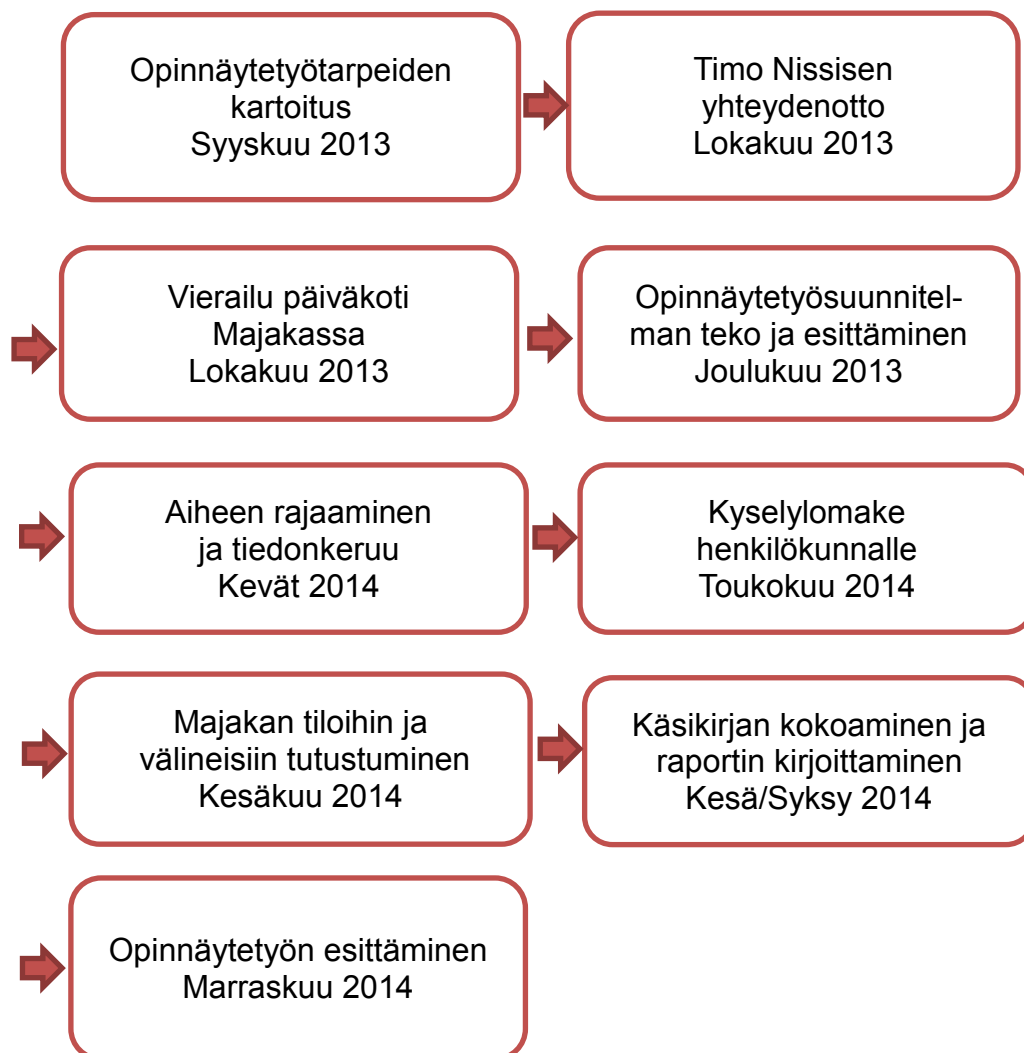 Opinnäytetyötarpeiden
kartoitus
Syyskuu 2013
Timo Nissisen
yhteydenotto
Lokakuu 2013
Vierailu päiväkoti
Majakassa
Lokakuu 2013
Opinnäytetyösuunnitel-
man teko ja esittäminen
Joulukuu 2013
Aiheen rajaaminen
ja tiedonkeruu
Kevät 2014
Kyselylomake
henkilökunnalle
Toukokuu 2014
Majakan tiloihin ja
välineisiin tutustuminen
Kesäkuu 2014
Käsikirjan kokoaminen ja
raportin kirjoittaminen
Kesä/Syksy 2014
Opinnäytetyön esittäminen
Marraskuu 2014